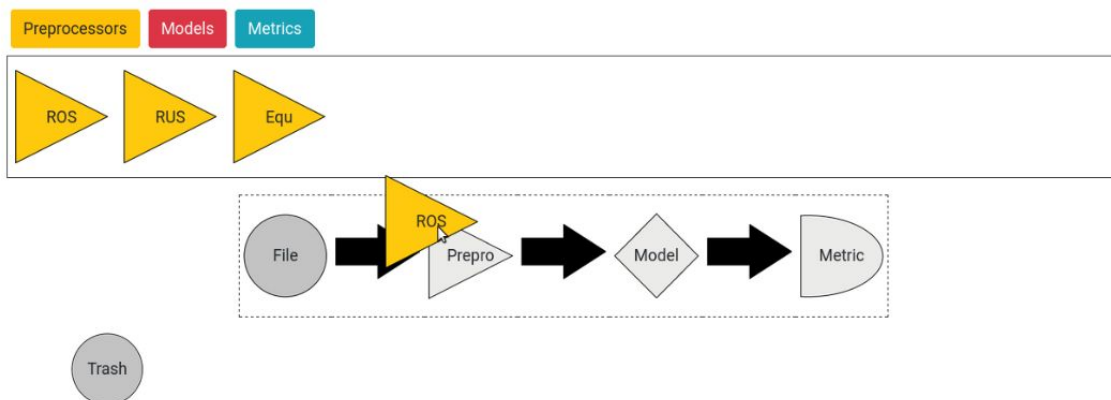 Preprocessors Models Metrics
ROS RUS Equ
ROS
File Prepro Model Metric
Trash